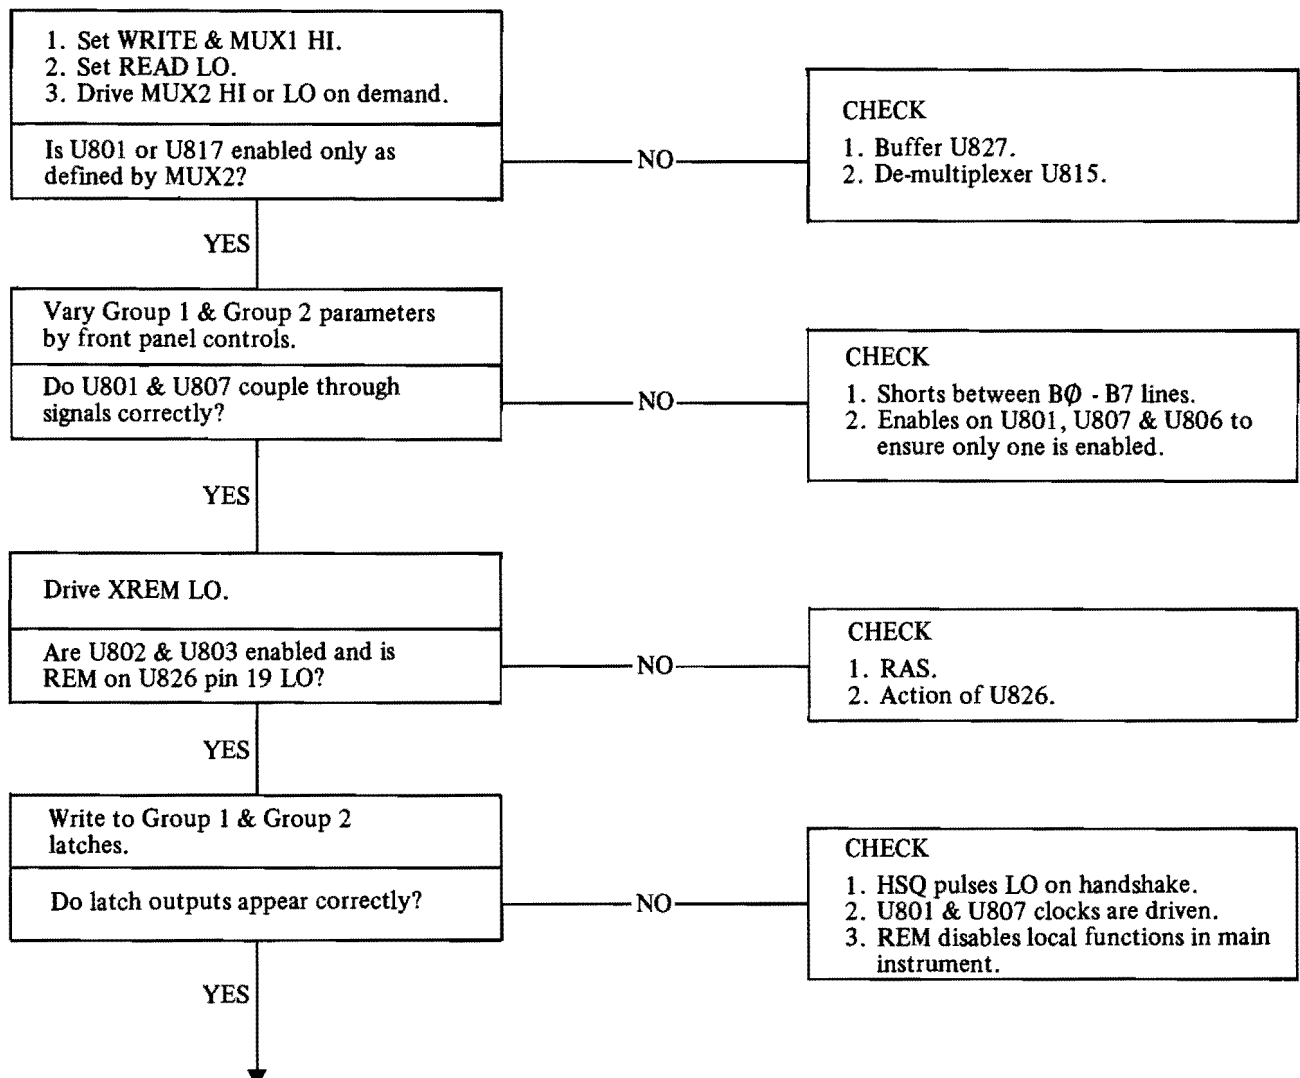 1. Set WRITE & MUX1 HI.
2. Set READ LO.
3. Drive MUX2 HI or LO on demand.
Is U801 or U817 enabled only as
defined by MUX2?
NO
CHECK
1. Buffer U827.
2. De-multiplexer U815.
YES
Vary Group 1 & Group 2 parameters
by front panel controls.
Do U801 & U807 couple through
signals correctly?
NO
CHECK
1. Shorts between BØ - B7 lines.
2. Enables on U801, U807 & U806 to
ensure only one is enabled.
YES
Drive XREM LO.
Are U802 & U803 enabled and is
REM on U826 pin 19 LO?
NO
CHECK
1. RAS.
2. Action of U826.
YES
Write to Group 1 & Group 2
latches.
Do latch outputs appear correctly?
NO
CHECK
1. HSQ pulses LO on handshake.
2. U801 & U807 clocks are driven.
3. REM disables local functions in main
instrument.
YES